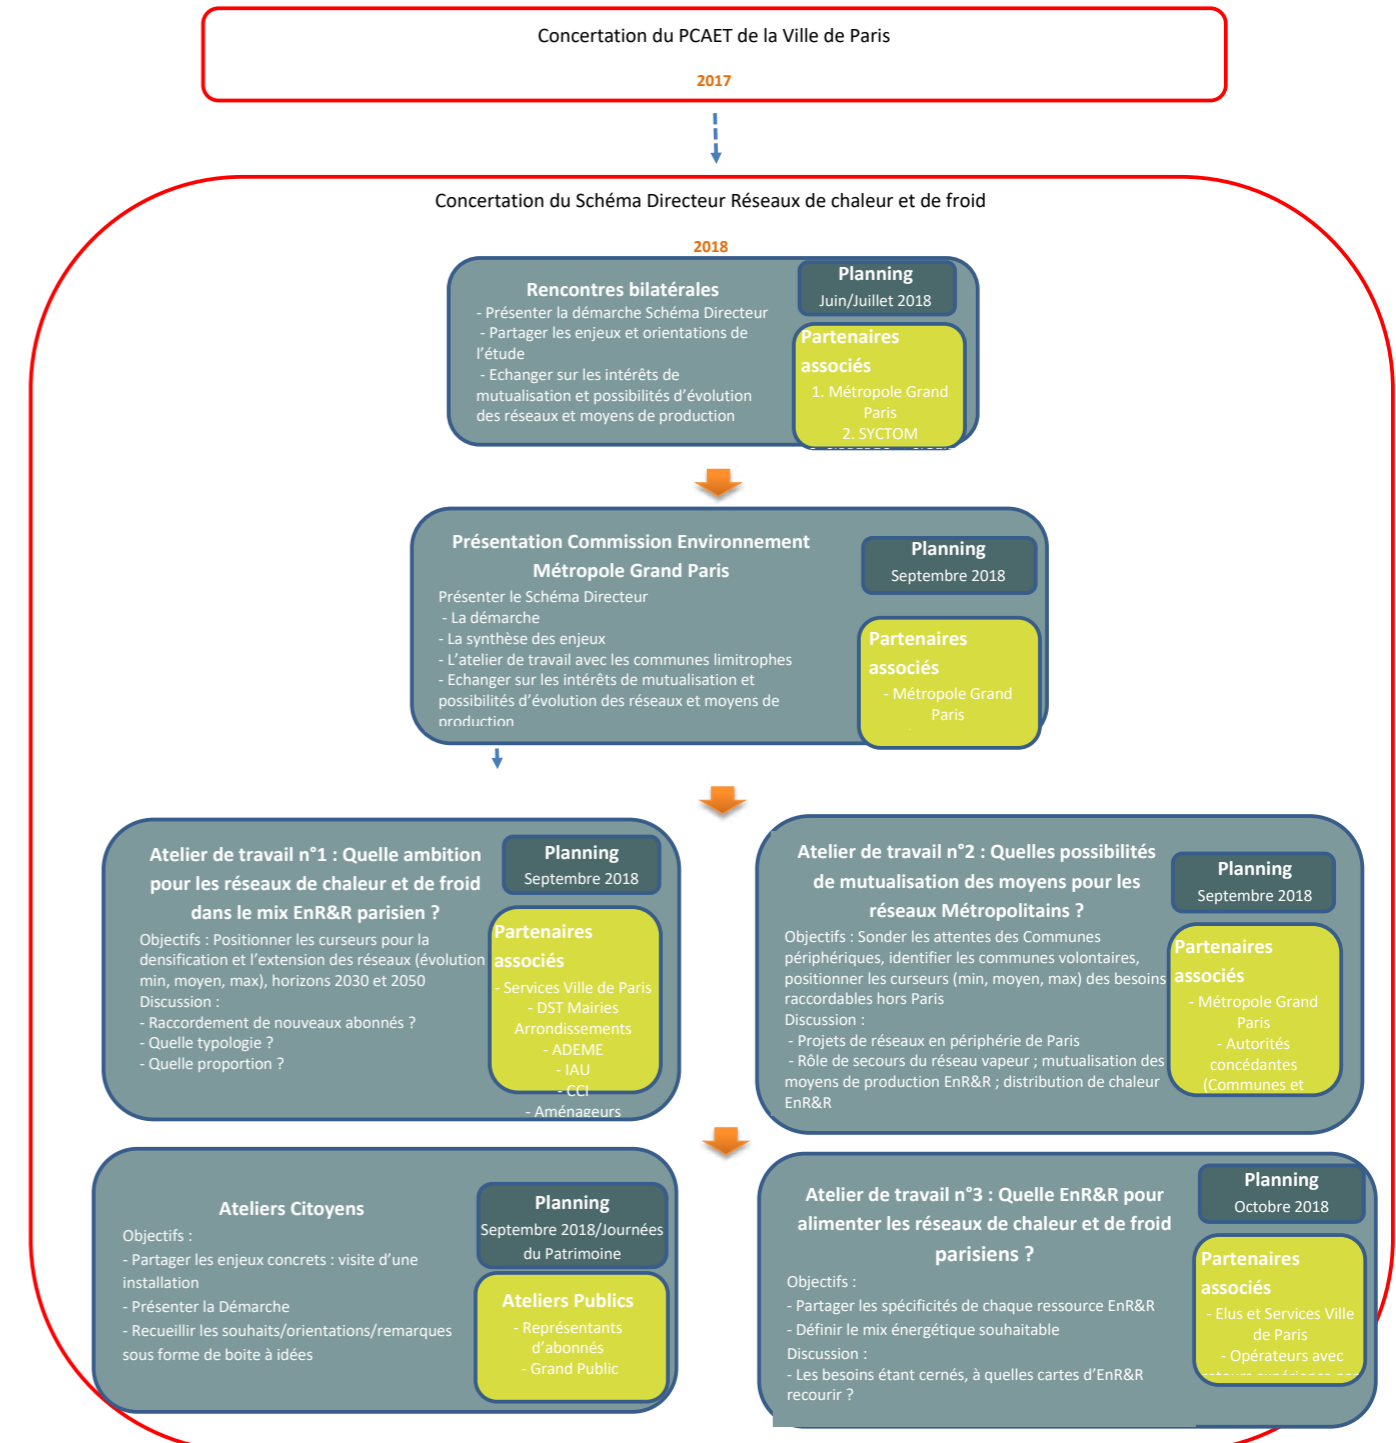 Concertation du PCAET de la Ville de Paris
2017
Concertation du Schéma Directeur Réseaux de chaleur et de froid
2018
Rencontres bilatérales
- Présenter la démarche Schéma Directeur
- Partager les enjeux et orientations de
l'étude
- Echanger sur les intérêts de
mutualisation et possibilités d'évolution
des réseaux et moyens de production
Planning
Juin/Juillet 2018
Partenaires
associés
1. Métropole Grand
Paris
2. SYCTOM
Présentation Commission Environnement
Métropole Grand Paris
Présenter le Schéma Directeur
- La démarche
- La synthèse des enjeux
- L'atelier de travail avec les communes limitrophes
- Echanger sur les intérêts de mutualisation et
possibilités d'évolution des réseaux et moyens de
production
Planning
Septembre 2018
Partenaires
associés
- Métropole Grand
Paris
Atelier de travail n°1 : Quelle ambition
pour les réseaux de chaleur et de froid
dans le mix EnR&R parisien ?
Objectifs : Positionner les curseurs pour la
densification et l'extension des réseaux (évolution
min, moyen, max), horizons 2030 et 2050
Discussion :
- Raccordement de nouveaux abonnés ?
- Quelle typologie ?
- Quelle proportion ?
Planning
Septembre 2018
Partenaires
associés
- Services Ville de Paris
- DST Mairies
Arrondissements
- ADEME
- IAU
- CCI
- Aménageurs
Atelier de travail n°2 : Quelles possibilités
de mutualisation des moyens pour les
réseaux Métropolitains ?
Objectifs : Sonder les attentes des Communes
périphériques, identifier les communes volontaires,
positionner les curseurs (min, moyen, max) des besoins
raccordables hors Paris
Discussion :
- Projets de réseaux en périphérie de Paris
- Rôle de secours du réseau vapeur ; mutualisation des
moyens de production EnR&R ; distribution de chaleur
EnR&R
Planning
Septembre 2018
Partenaires
associés
- Métropole Grand
Paris
- Autorités
concédantes
(Communes et
Ateliers Citoyens
Objectifs :
- Partager les enjeux concrets : visite d'une
installation
- Présenter la Démarche
- Recueillir les souhaits/orientations/remarques
sous forme de boite à idées
Planning
Septembre 2018/Journées
du Patrimoine
Ateliers Publics
- Représentants
d'abonnés
- Grand Public
Atelier de travail n°3 : Quelle EnR&R pour
alimenter les réseaux de chaleur et de froid
parisiens ?
Objectifs :
- Partager les spécificités de chaque ressource EnR&R
- Définir le mix énergétique souhaitable
Discussion :
- Les besoins étant cernés, à quelles cartes d'EnR&R
recourir ?
Planning
Octobre 2018
Partenaires
associés
- Elus et Services Ville
de Paris
- Opérateurs avec